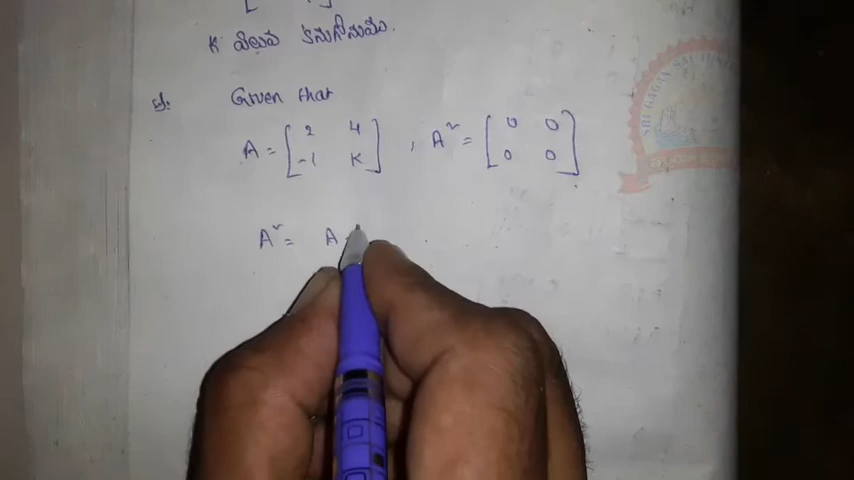 K విలువ కనుగొనుము.
Given that
A = [ 2 4 -1 K ] , A² = [ 0 0 0 0 ]
A² = A